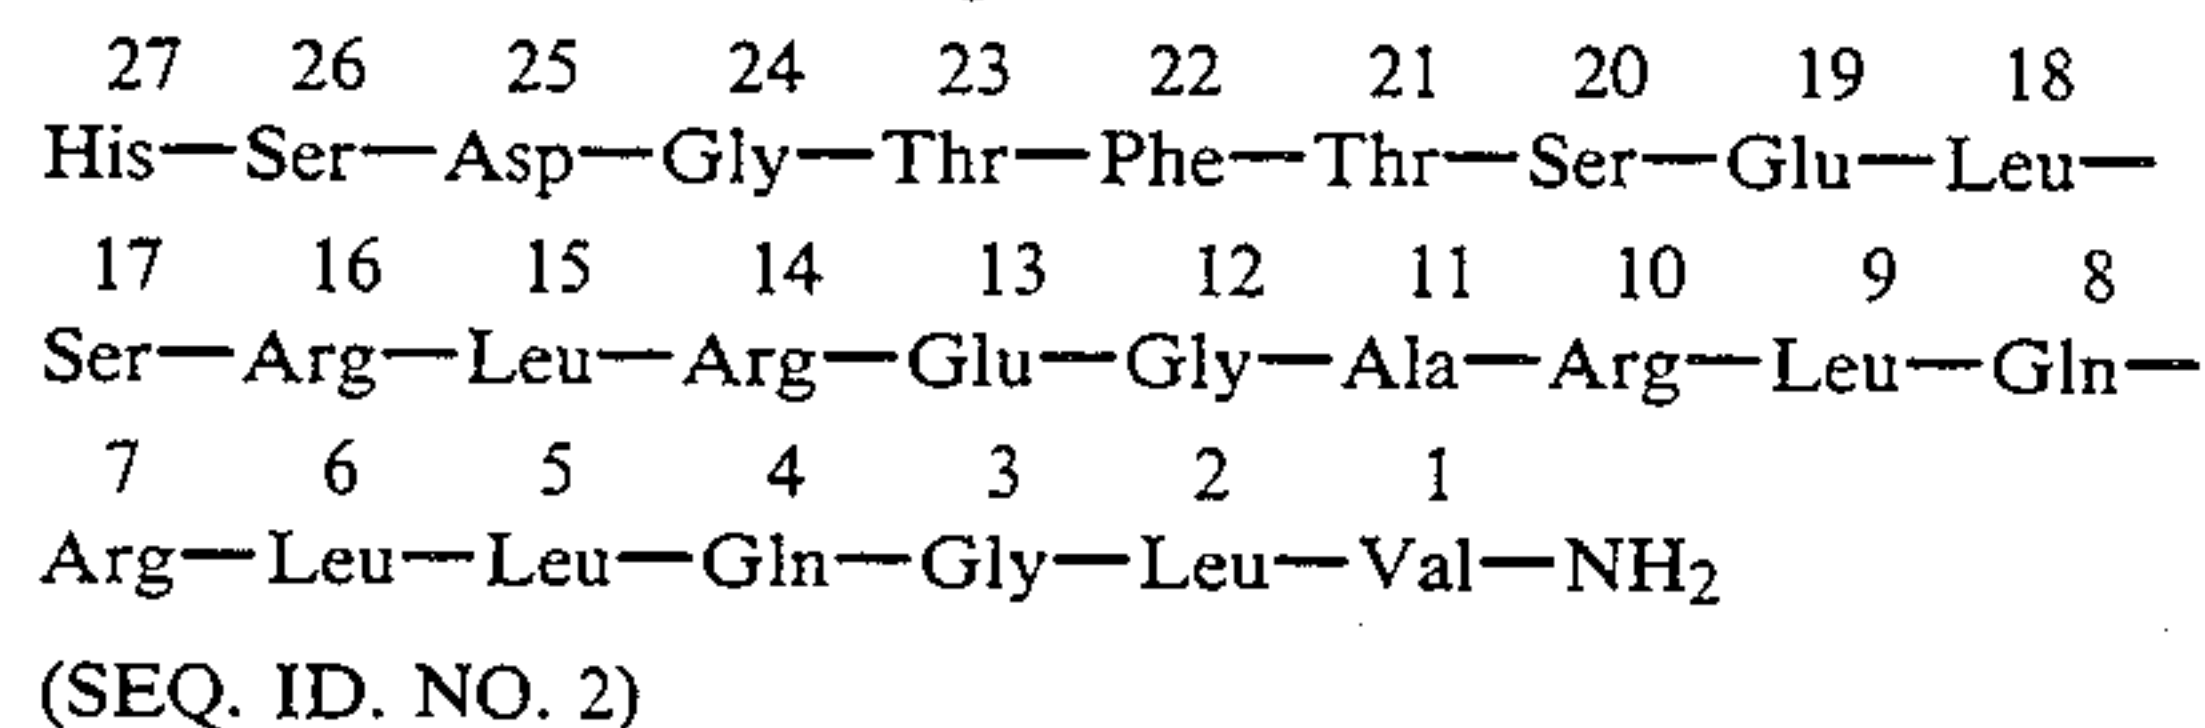 27 26 25 24 23 22 21 20 19 18
His—Ser—Asp—Gly—Thr—Phe—Thr—Ser—Glu—Leu—
17 16 15 14 13 12 11 10 9 8
Ser—Arg—Leu—Arg—Glu—Gly—Ala—Arg—Leu—Gln—
7 6 5 4 3 2 1
Arg—Leu—Leu—Gln—Gly—Leu—Val—NH₂
(SEQ. ID. NO. 2)